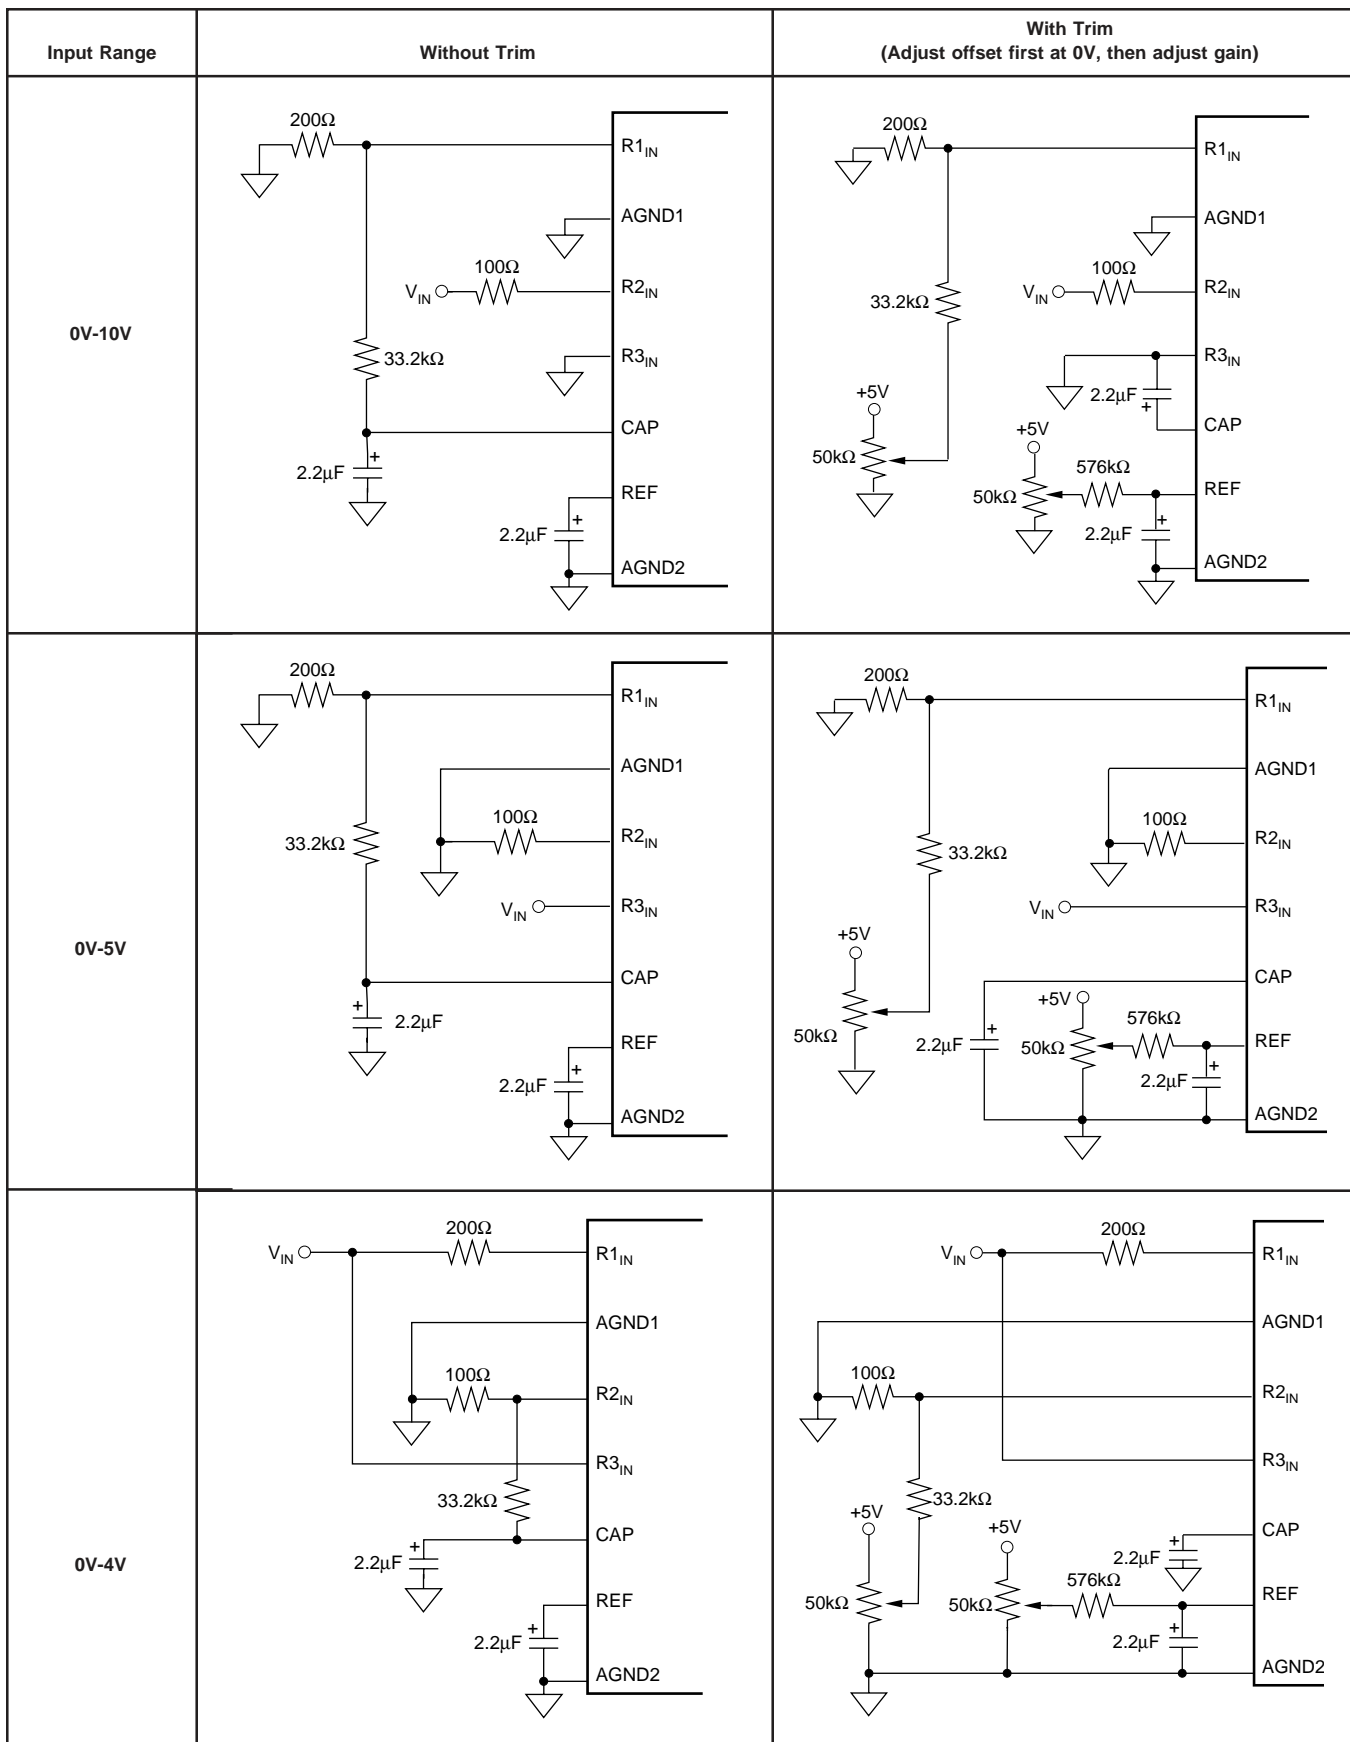 Input Range
Without Trim
With Trim
(Adjust offset first at 0V, then adjust gain)
0V-10V
200Ω
R1IN
AGND1
100Ω
VIN
R2IN
33.2kΩ
R3IN
CAP
+
2.2µF
REF
+
2.2µF
AGND2
200Ω
R1IN
AGND1
100Ω
VIN
R2IN
33.2kΩ
R3IN
2.2µF
+
+5V
CAP
+5V
50kΩ
576kΩ
REF
50kΩ
+
2.2µF
AGND2
0V-5V
200Ω
R1IN
AGND1
100Ω
R2IN
33.2kΩ
VIN
R3IN
CAP
+
2.2µF
REF
+
2.2µF
AGND2
200Ω
R1IN
AGND1
100Ω
R2IN
33.2kΩ
VIN
R3IN
+5V
CAP
+5V
+
576kΩ
50kΩ
2.2µF
50kΩ
REF
+
2.2µF
AGND2
0V-4V
200Ω
VIN
R1IN
AGND1
100Ω
R2IN
R3IN
33.2kΩ
CAP
+
2.2µF
REF
+
2.2µF
AGND2
200Ω
VIN
R1IN
AGND1
100Ω
R2IN
R3IN
33.2kΩ
+5V
+5V
CAP
+
2.2µF
576kΩ
REF
50kΩ
50kΩ
+
2.2µF
AGND2